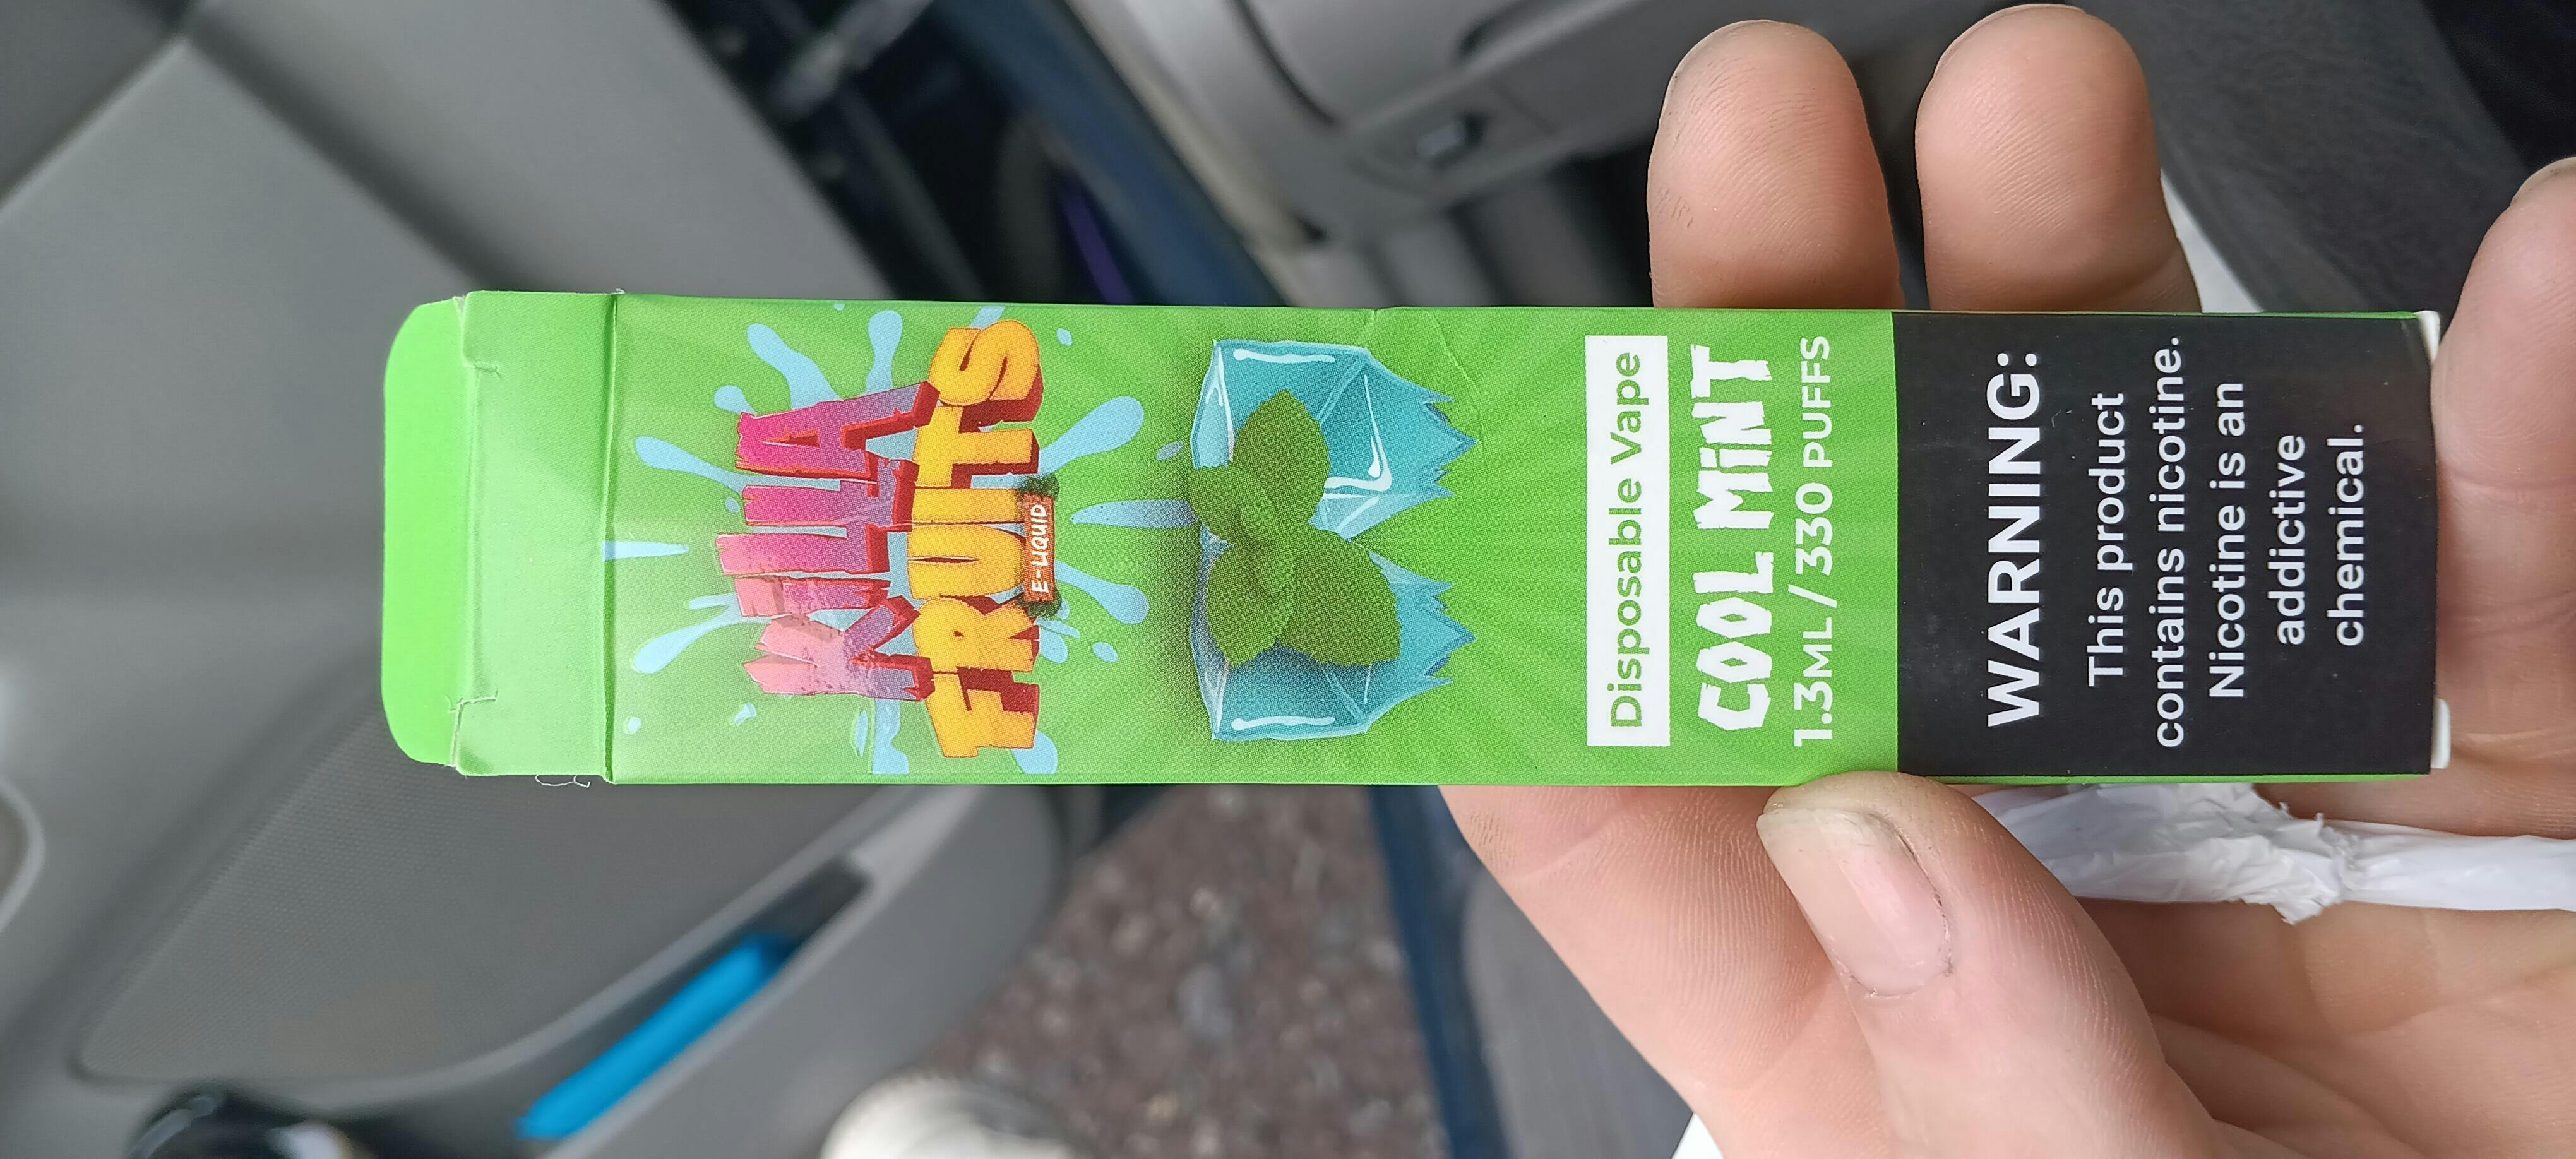 KILLA
FRUITS
E-LIQUID
Disposable Vape
COOL MiNT
1.3ML / 330 PUFFS
WARNING:
This product
contains nicotine.
Nicotine is an
addictive
chemical.